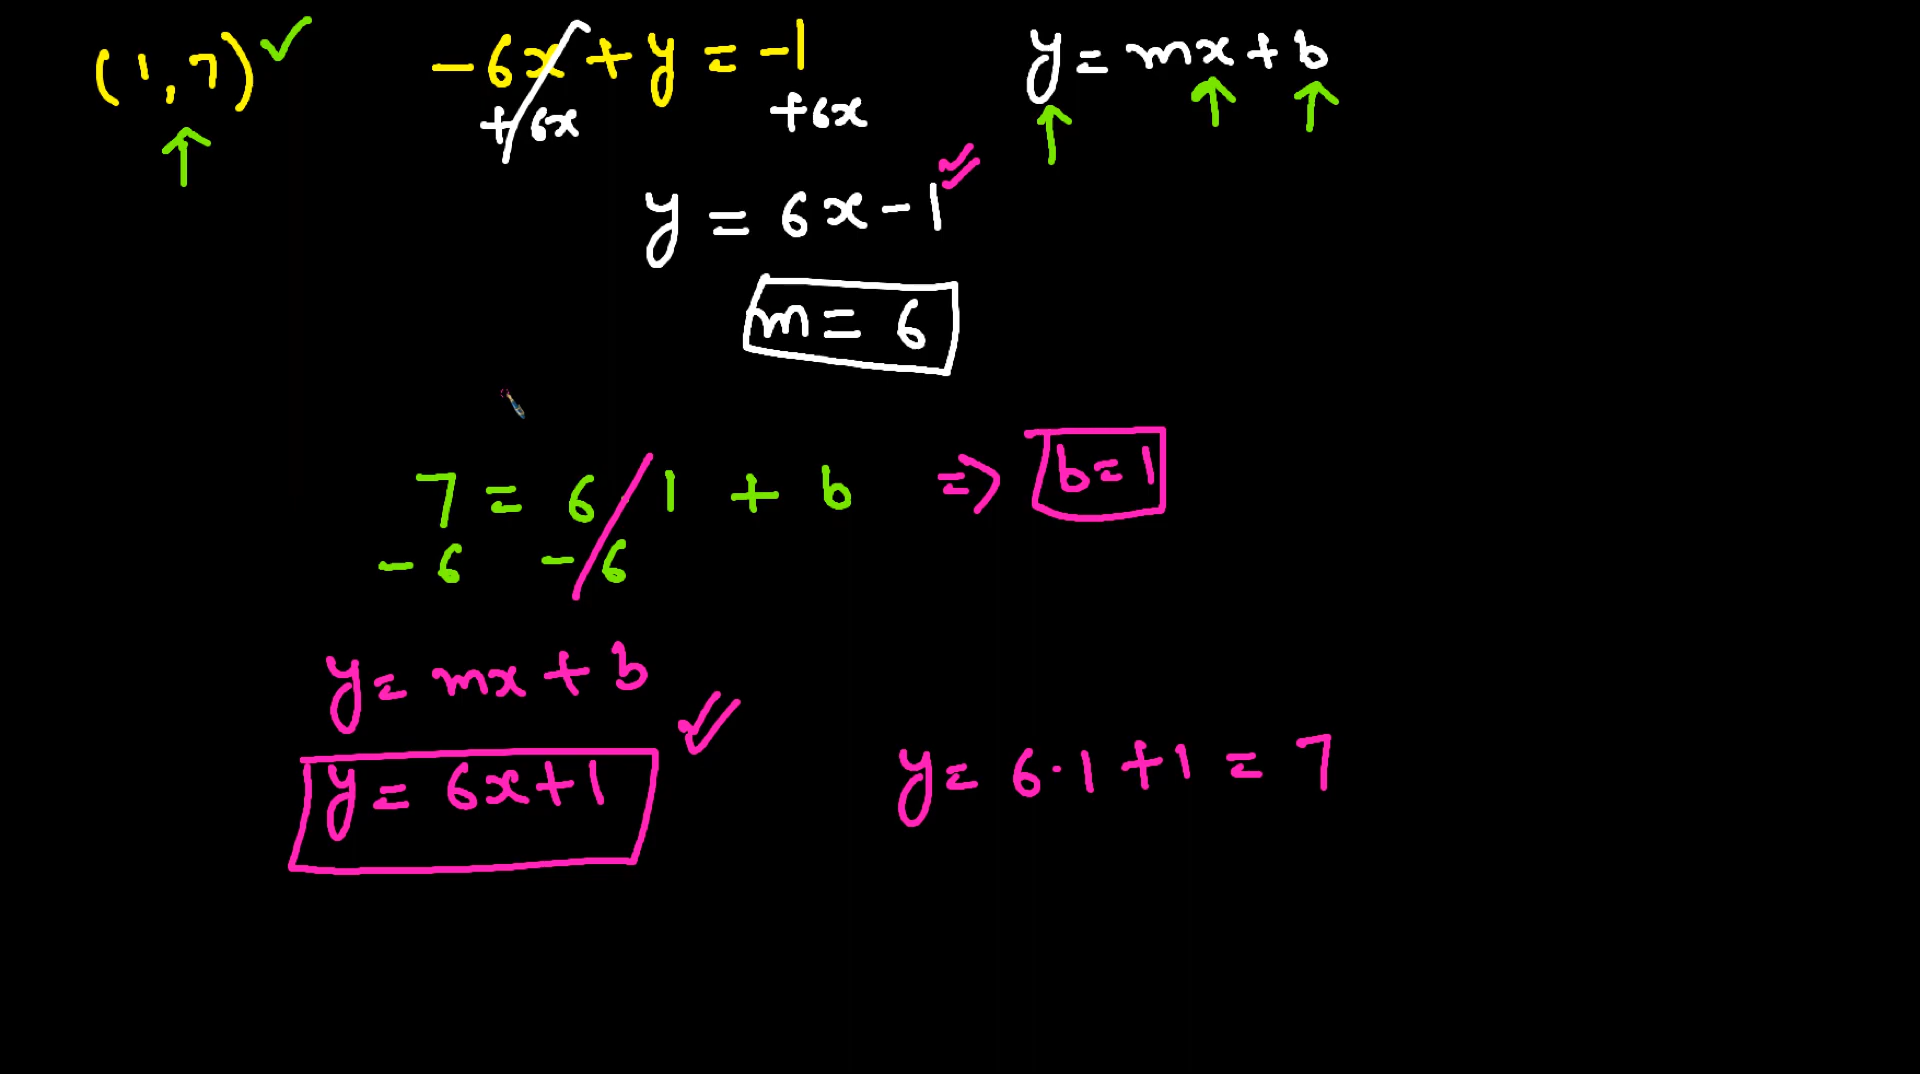 (1,7)✓ -6x + y = -1 y = mx + b
+6x +6x
y = 6x - 1
m = 6
7 = 6 1 + b => b = 1
-6 -6
y = mx + b
y = 6x + 1 y = 6·1 + 1 = 7